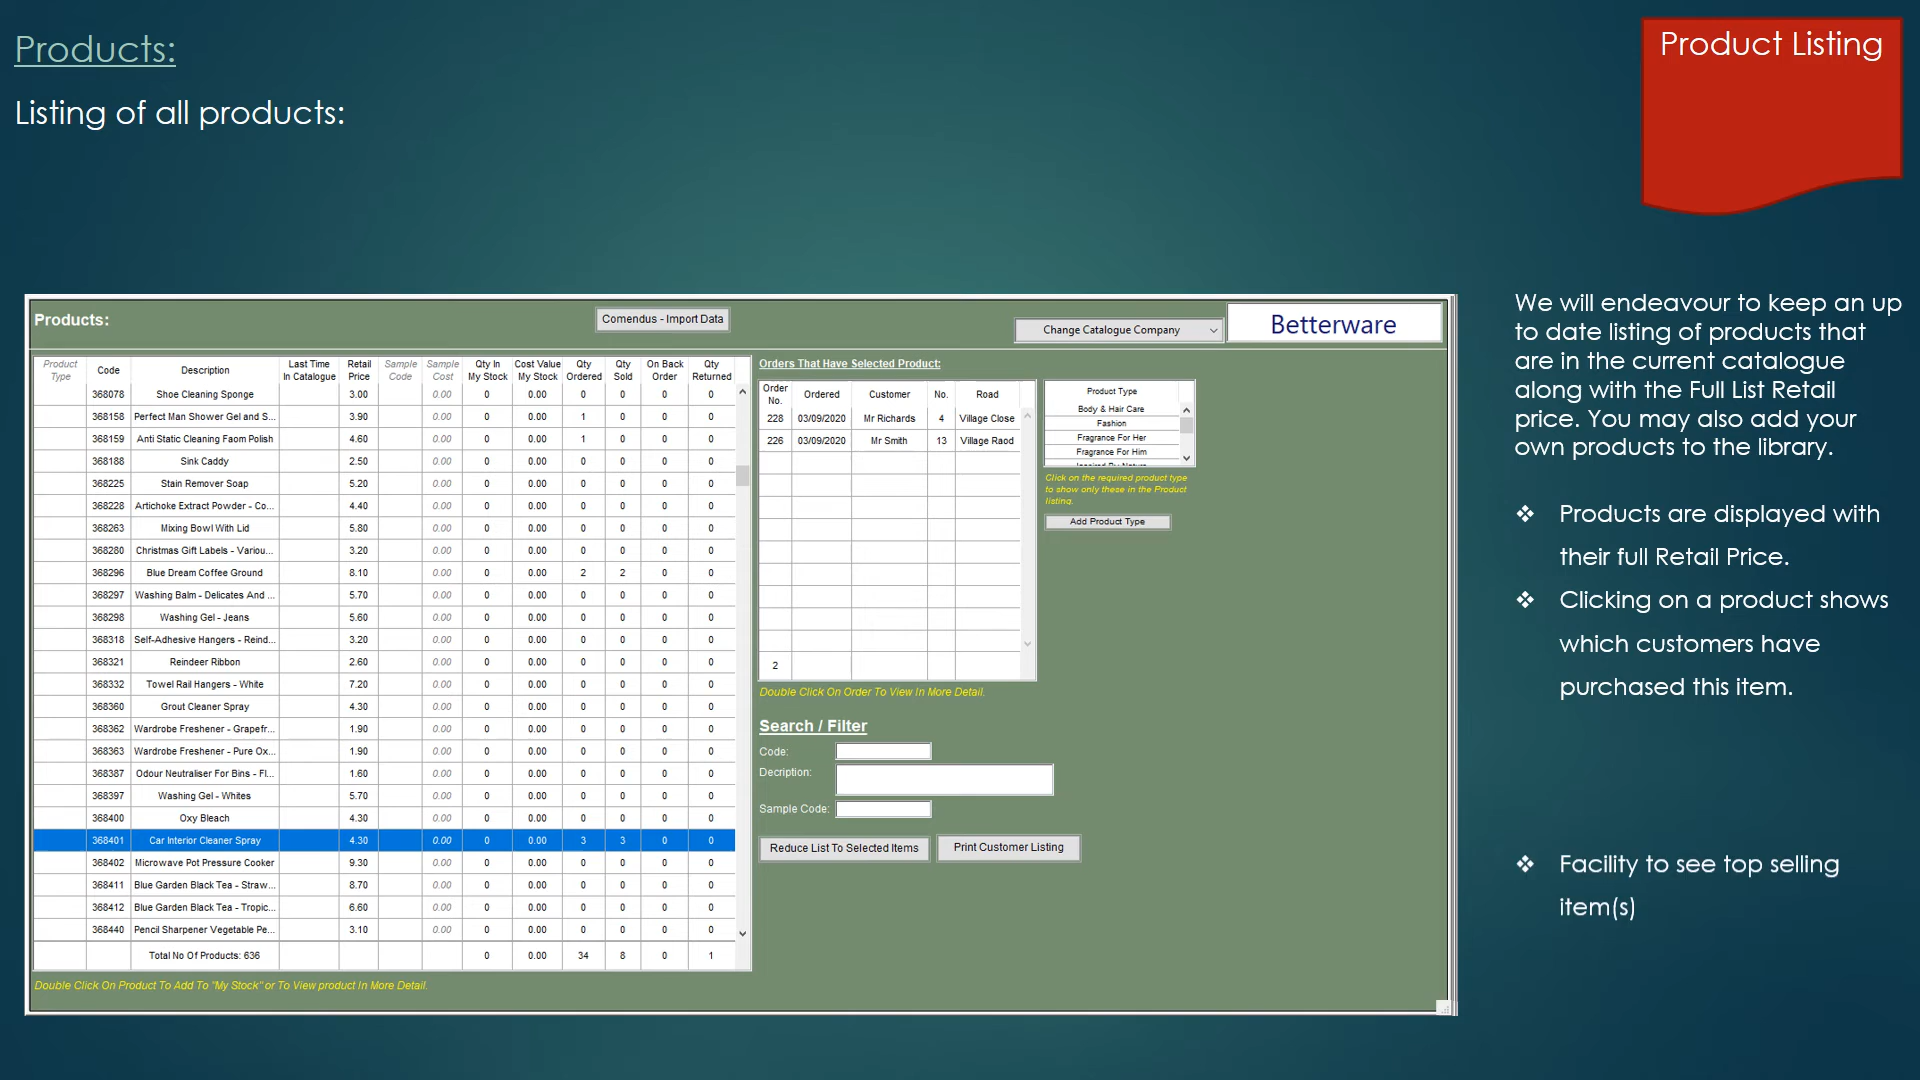 Products:
Product Listing
Listing of all products:
Products:
Comendus - Import Data
Change Catalogue Company
Betterware
Product Type Code Description Last Time In Catalogue Retail Price Sample Code Sample Cost Qty In My Stock Cost Value My Stock Qty Ordered Qty Sold On Back Order Qty Returned
368078 Shoe Cleaning Sponge 3.00 0.00 0 0.00 0 0 0 0
368158 Perfect Man Shower Gel and S... 3.90 0.00 0 0.00 1 0 0 0
368159 Anti Static Cleaning Faom Polish 4.60 0.00 0 0.00 1 0 0 0
368188 Sink Caddy 2.50 0.00 0 0.00 0 0 0 0
368225 Stain Remover Soap 5.20 0.00 0 0.00 0 0 0 0
368228 Artichoke Extract Powder - Co... 4.40 0.00 0 0.00 0 0 0 0
368263 Mixing Bowl With Lid 5.80 0.00 0 0.00 0 0 0 0
368280 Christmas Gift Labels - Variou... 3.20 0.00 0 0.00 0 0 0 0
368296 Blue Dream Coffee Ground 8.10 0.00 0 0.00 2 2 0 0
368297 Washing Balm - Delicates And ... 5.70 0.00 0 0.00 0 0 0 0
368298 Washing Gel - Jeans 5.60 0.00 0 0.00 0 0 0 0
368318 Self-Adhesive Hangers - Reind... 3.20 0.00 0 0.00 0 0 0 0
368321 Reindeer Ribbon 2.60 0.00 0 0.00 0 0 0 0
368332 Towel Rail Hangers - White 7.20 0.00 0 0.00 0 0 0 0
368360 Grout Cleaner Spray 4.30 0.00 0 0.00 0 0 0 0
368362 Wardrobe Freshener - Grapefr... 1.90 0.00 0 0.00 0 0 0 0
368363 Wardrobe Freshener - Pure Ox... 1.90 0.00 0 0.00 0 0 0 0
368387 Odour Neutraliser For Bins - Fl... 1.60 0.00 0 0.00 0 0 0 0
368397 Washing Gel - Whites 5.70 0.00 0 0.00 0 0 0 0
368400 Oxy Bleach 4.30 0.00 0 0.00 0 0 0 0
368401 Car Interior Cleaner Spray 4.30 0.00 0 0.00 3 3 0 0
368402 Microwave Pot Pressure Cooker 9.30 0.00 0 0.00 0 0 0 0
368411 Blue Garden Black Tea - Straw... 8.70 0.00 0 0.00 0 0 0 0
368412 Blue Garden Black Tea - Tropic... 6.60 0.00 0 0.00 0 0 0 0
368440 Pencil Sharpener Vegetable Pe... 3.10 0.00 0 0.00 0 0 0 0
Total No Of Products: 636 0 0.00 34 8 0 1
Double Click On Product To Add To "My Stock" or To View product In More Detail.
Orders That Have Selected Product:
Order No. Ordered Customer No. Road
228 03/09/2020 Mr Richards 4 Village Close
226 03/09/2020 Mr Smith 13 Village Raod
2
Double Click On Order To View In More Detail.
Product Type
Body & Hair Care
Fashion
Fragrance For Her
Fragrance For Him
Inspired By Nature
Click on the required product type
to show only these in the Product
listing.
Add Product Type
Search / Filter
Code:
Decription:
Sample Code:
Reduce List To Selected Items
Print Customer Listing
We will endeavour to keep an up
to date listing of products that
are in the current catalogue
along with the Full List Retail
price. You may also add your
own products to the library.
❖ Products are displayed with
their full Retail Price.
❖ Clicking on a product shows
which customers have
purchased this item.
❖ Facility to see top selling
item(s)